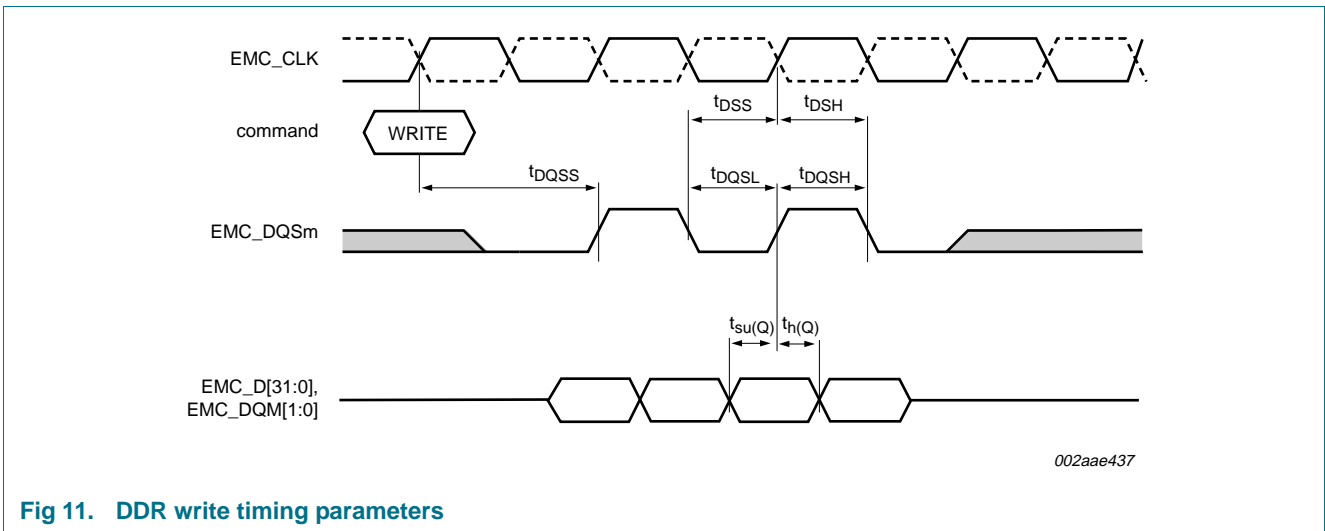 EMC_CLK
tDSS
tDSH
command
WRITE
tDQSS
tDQSL
tDQSH
EMC_DQSm
tsu(Q)
th(Q)
EMC_D[31:0],
EMC_DQM[1:0]
002aae437
Fig 11. DDR write timing parameters